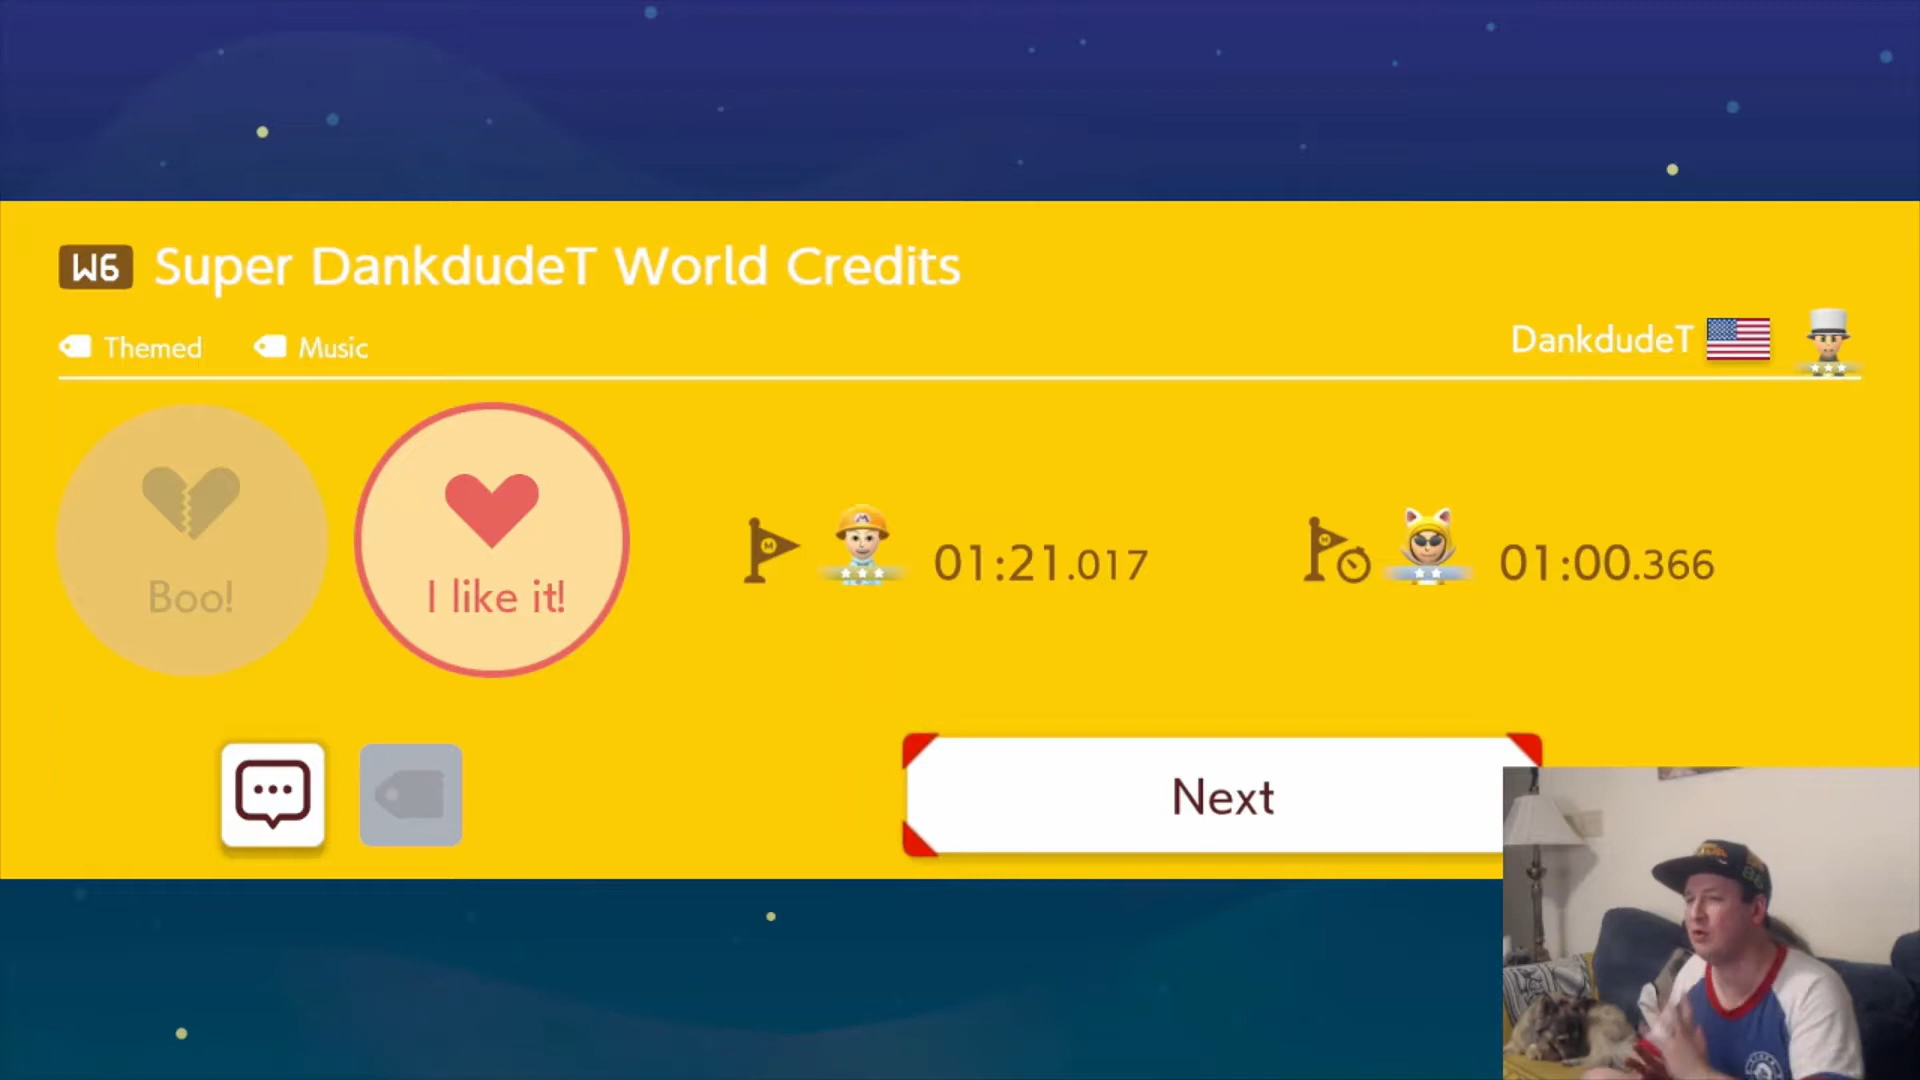 W6 Super DankdudeT World Credits
Themed Music
DankdudeT
Boo!
I like it!
M
01:21.017
01:00.366
Next